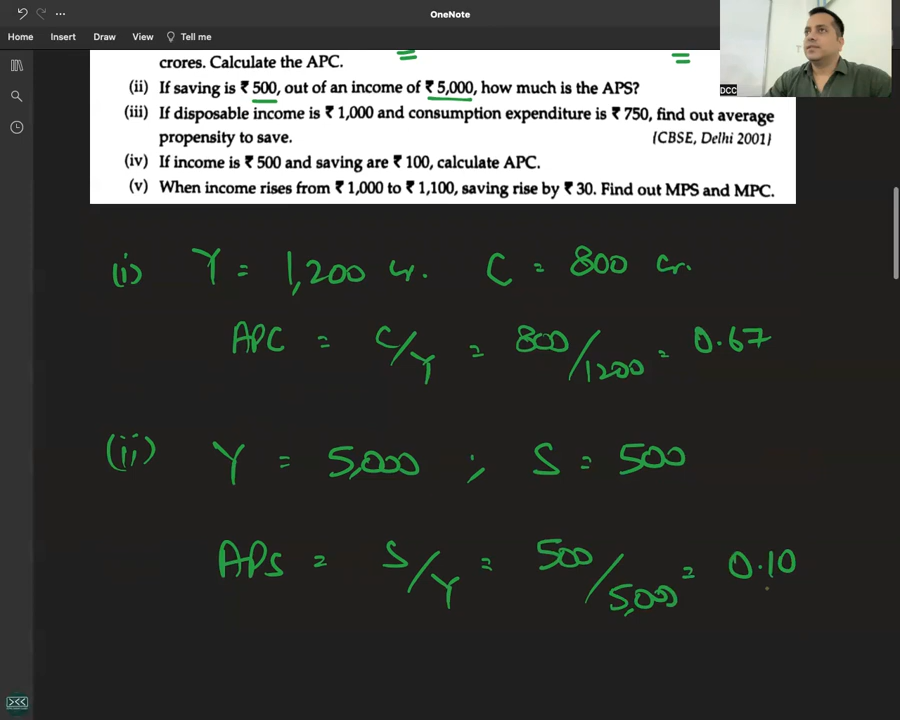 OneNote
Home Insert Draw View Tell me
DCC
crores. Calculate the APC.
(ii) If saving is ₹ 500, out of an income of ₹ 5,000, how much is the APS?
(iii) If disposable income is ₹ 1,000 and consumption expenditure is ₹ 750, find out average
propensity to save. (CBSE, Delhi 2001)
(iv) If income is ₹ 500 and saving are ₹ 100, calculate APC.
(v) When income rises from ₹ 1,000 to ₹ 1,100, saving rise by ₹ 30. Find out MPS and MPC.
(i) Y = 1,200 Cr. C = 800 Cr.
APC = C/Y = 800/1200 = 0.67
(ii) Y = 5,000 ; S = 500
APS = S/Y = 500/5,000 = 0.10